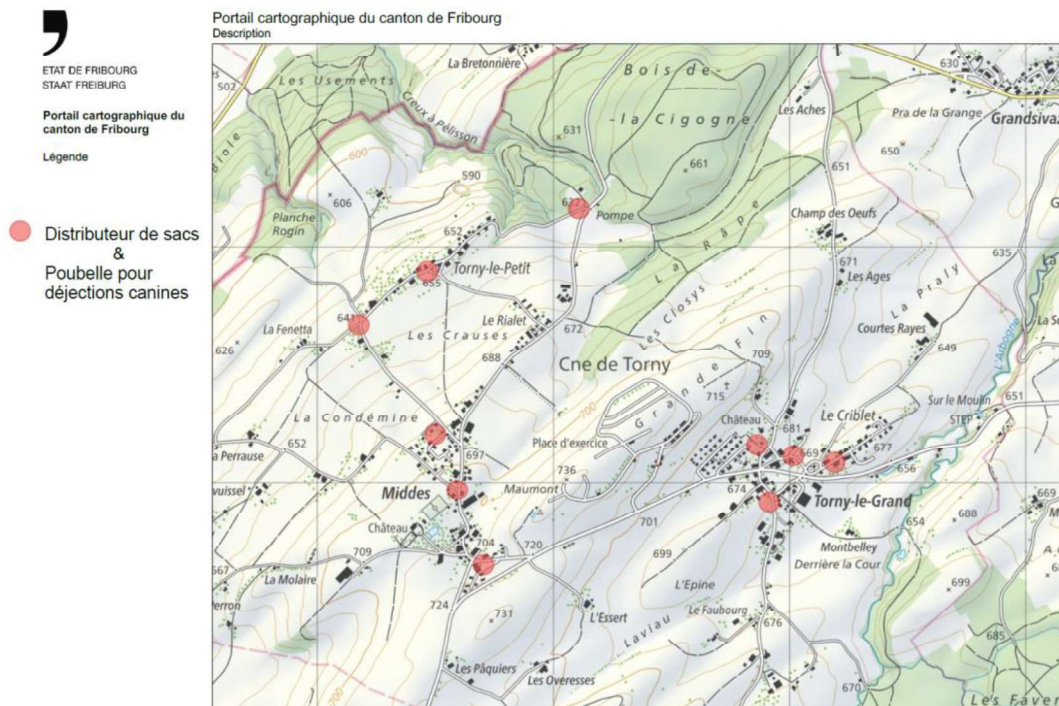 Portail cartographique du canton de Fribourg
Description
ETAT DE FRIBOURG
STAAT FREIBURG
Portail cartographique du
canton de Fribourg
Légende
Distributeur de sacs
&
Poubelle pour
déjections canines
La Bretonnière
630
502
Les Usements
Bois de-
Les Aches
Pra de la Grange
Creux à Pélisson
631
-la Cigogne
Biole
600
651
650
661
590
606
632
Pompe
Planche
Rogin
652
Champ des Oeufs
La Râpe
Torny-le-Petit
655
671
635
Les Ages
La Praly
641
La Fenetta
Le Rialet
672
Les Closys
Courtes Rayes
626
Les Crauses
649
L'Arbogne
688
Cne de Torny
709
Grande Fin
715
Sur le Moulin
651
La Condémine
700
Château
681
Le Criblet
STEP
652
Place d'exercice
669
677
697
656
736
Middes
Maumont
674
Torny-le-Grand
669
701
688
Château
654
704
720
Montbelley
709
699
Derrière la Cour
La Molaire
699
L'Epine
724
731
L'Essert
Le Faubourg
676
Laviau
685
Les Pâquiers
Les Overesses
670
700